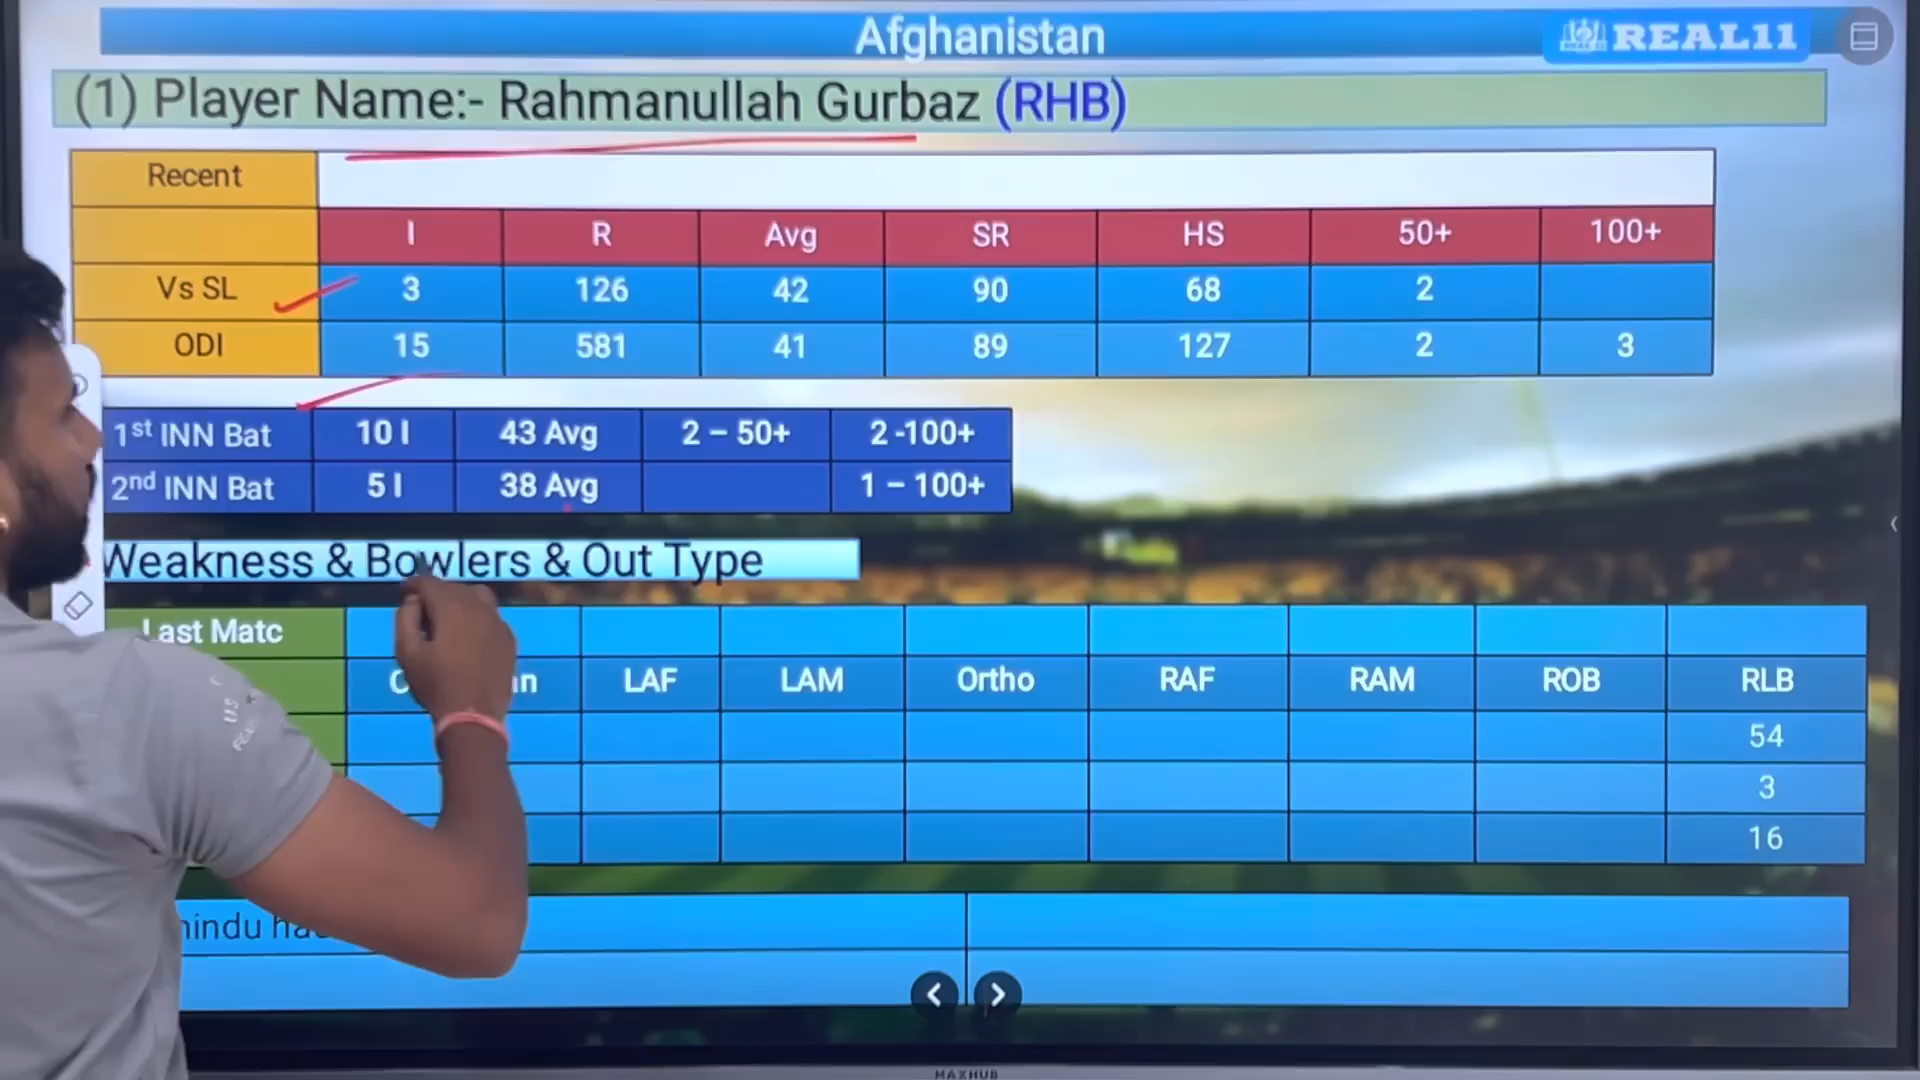 Afghanistan
REAL11
(1) Player Name:- Rahmanullah Gurbaz (RHB)
Recent
I R Avg SR HS 50+ 100+
Vs SL 3 126 42 90 68 2
ODI 15 581 41 89 127 2 3
1st INN Bat 10 I 43 Avg 2 – 50+ 2 -100+
2nd INN Bat 5 I 38 Avg 1 – 100+
Weakness & Bowlers & Out Type
Last Matc
LAF LAM Ortho RAF RAM ROB RLB
54
3
16
MAXHUB